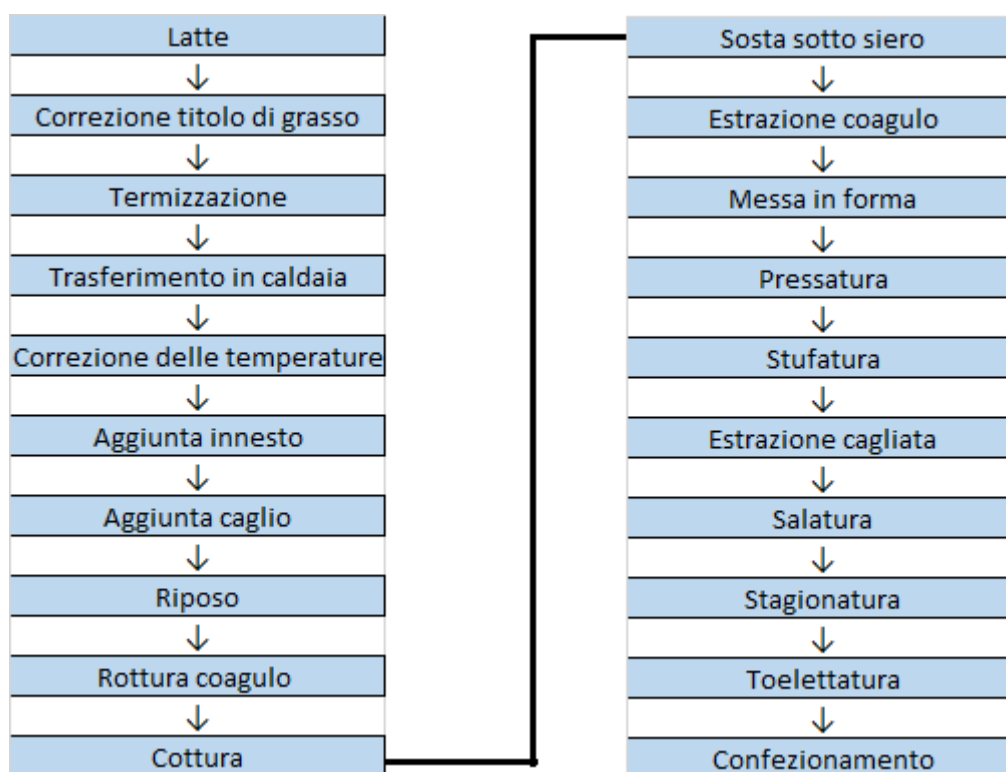 Latte
↓
Correzione titolo di grasso
↓
Termizzazione
↓
Trasferimento in caldaia
↓
Correzione delle temperature
↓
Aggiunta innesto
↓
Aggiunta caglio
↓
Riposo
↓
Rottura coagulo
↓
Cottura
Sosta sotto siero
↓
Estrazione coagulo
↓
Messa in forma
↓
Pressatura
↓
Stufatura
↓
Estrazione cagliata
↓
Salatura
↓
Stagionatura
↓
Toelettatura
↓
Confezionamento